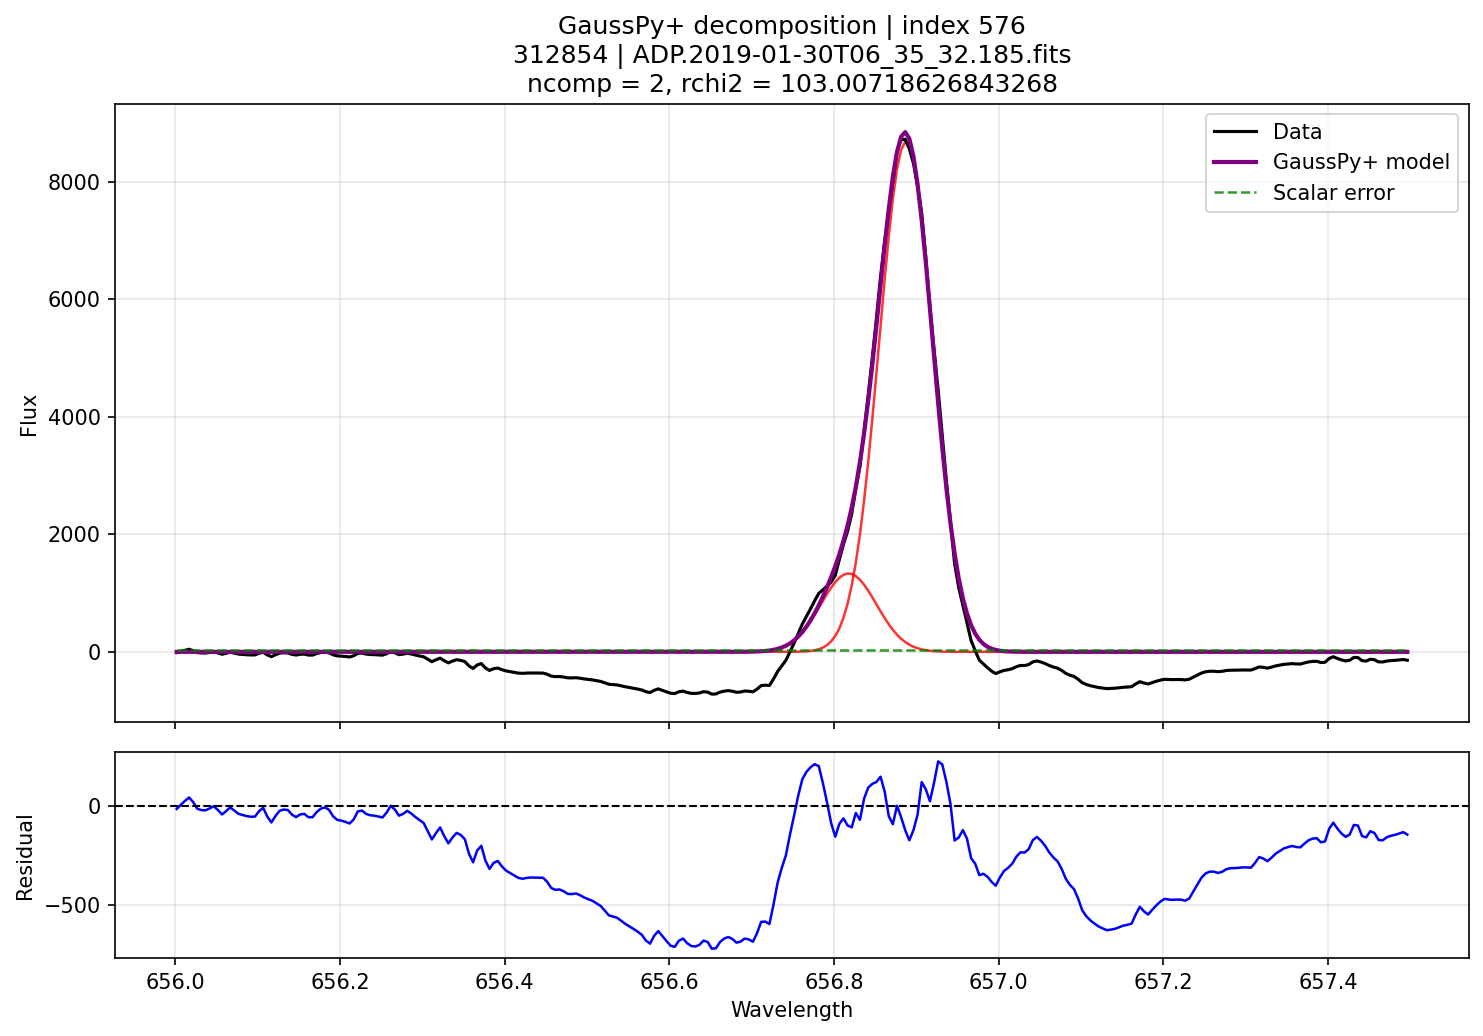 GaussPy+ decomposition | index 576
312854 | ADP.2019-01-30T06_35_32.185.fits
ncomp = 2, rchi2 = 103.00718626843268
Data
GaussPy+ model
Scalar error
Flux
8000
6000
4000
2000
0
Residual
0
−500
656.0 656.2 656.4 656.6 656.8 657.0 657.2 657.4
Wavelength